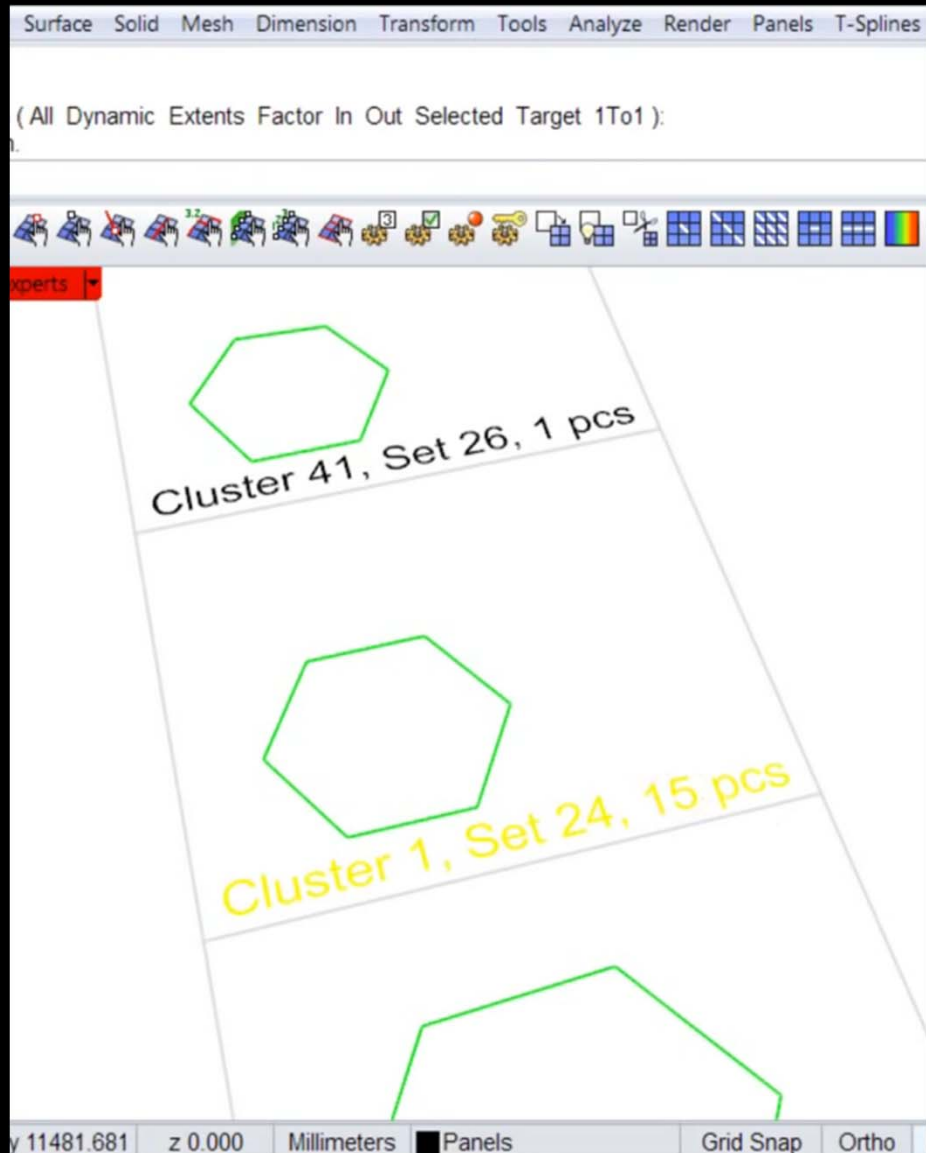 Surface Solid Mesh Dimension Transform Tools Analyze Render Panels T-Splines
( All Dynamic Extents Factor In Out Selected Target 1To1 ):
3
xperts
Cluster 41, Set 26, 1 pcs
Cluster 1, Set 24, 15 pcs
y 11481.681 z 0.000 Millimeters Panels Grid Snap Ortho